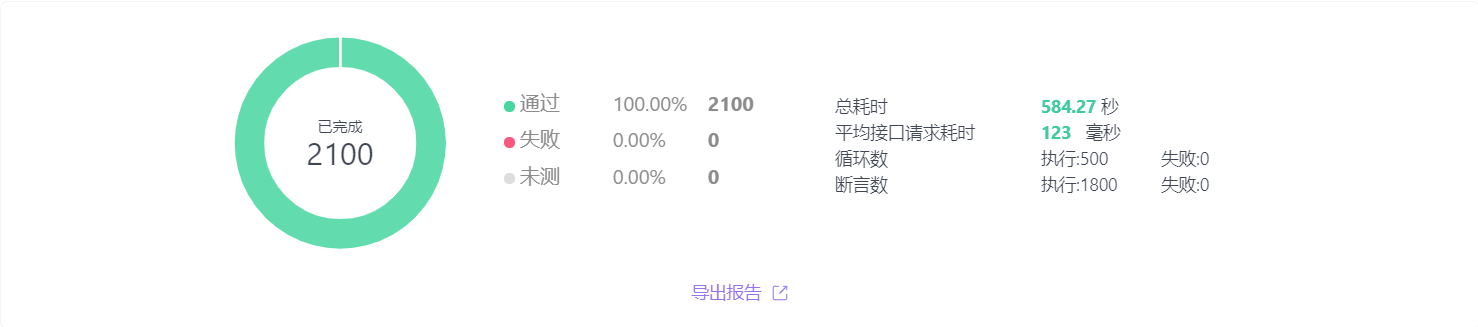 已完成
2100
通过 100.00% 2100
失败 0.00% 0
未测 0.00% 0
总耗时 584.27 秒
平均接口请求耗时 123 毫秒
循环数 执行:500 失败:0
断言数 执行:1800 失败:0
导出报告